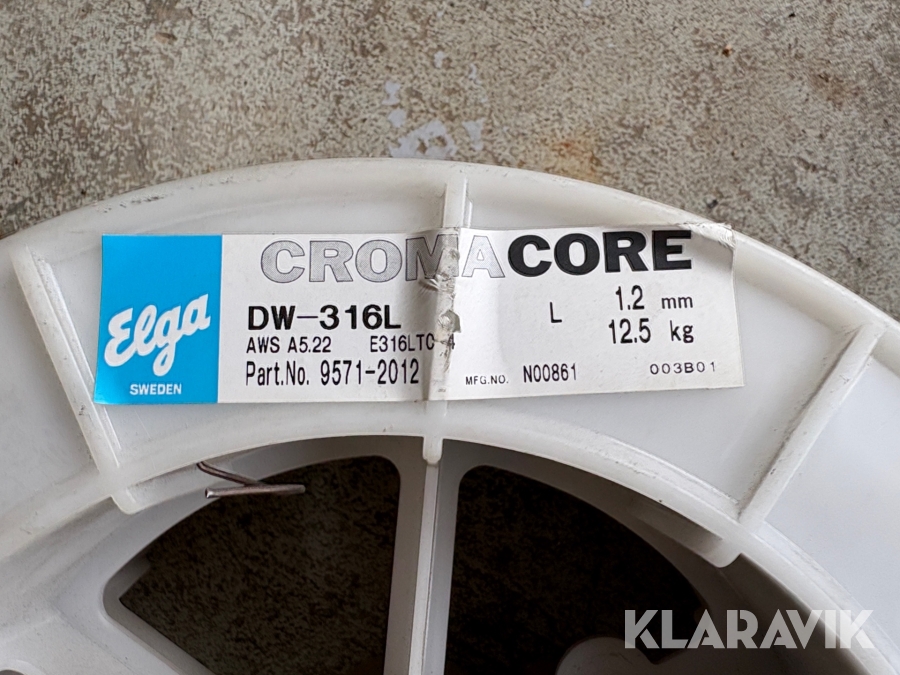 Elga
SWEDEN
CROMACORE
DW-316L
AWS A5.22
Part.No. 9571-2012
L 1.2 mm
12.5 kg
MFG.NO. N00861 003B01
KLARAVIK